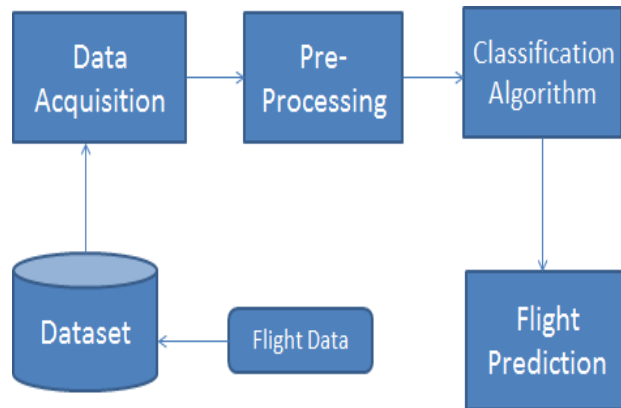 Data
Acquisition
Pre-
Processing
Classification
Algorithm
Dataset
Flight Data
Flight
Prediction